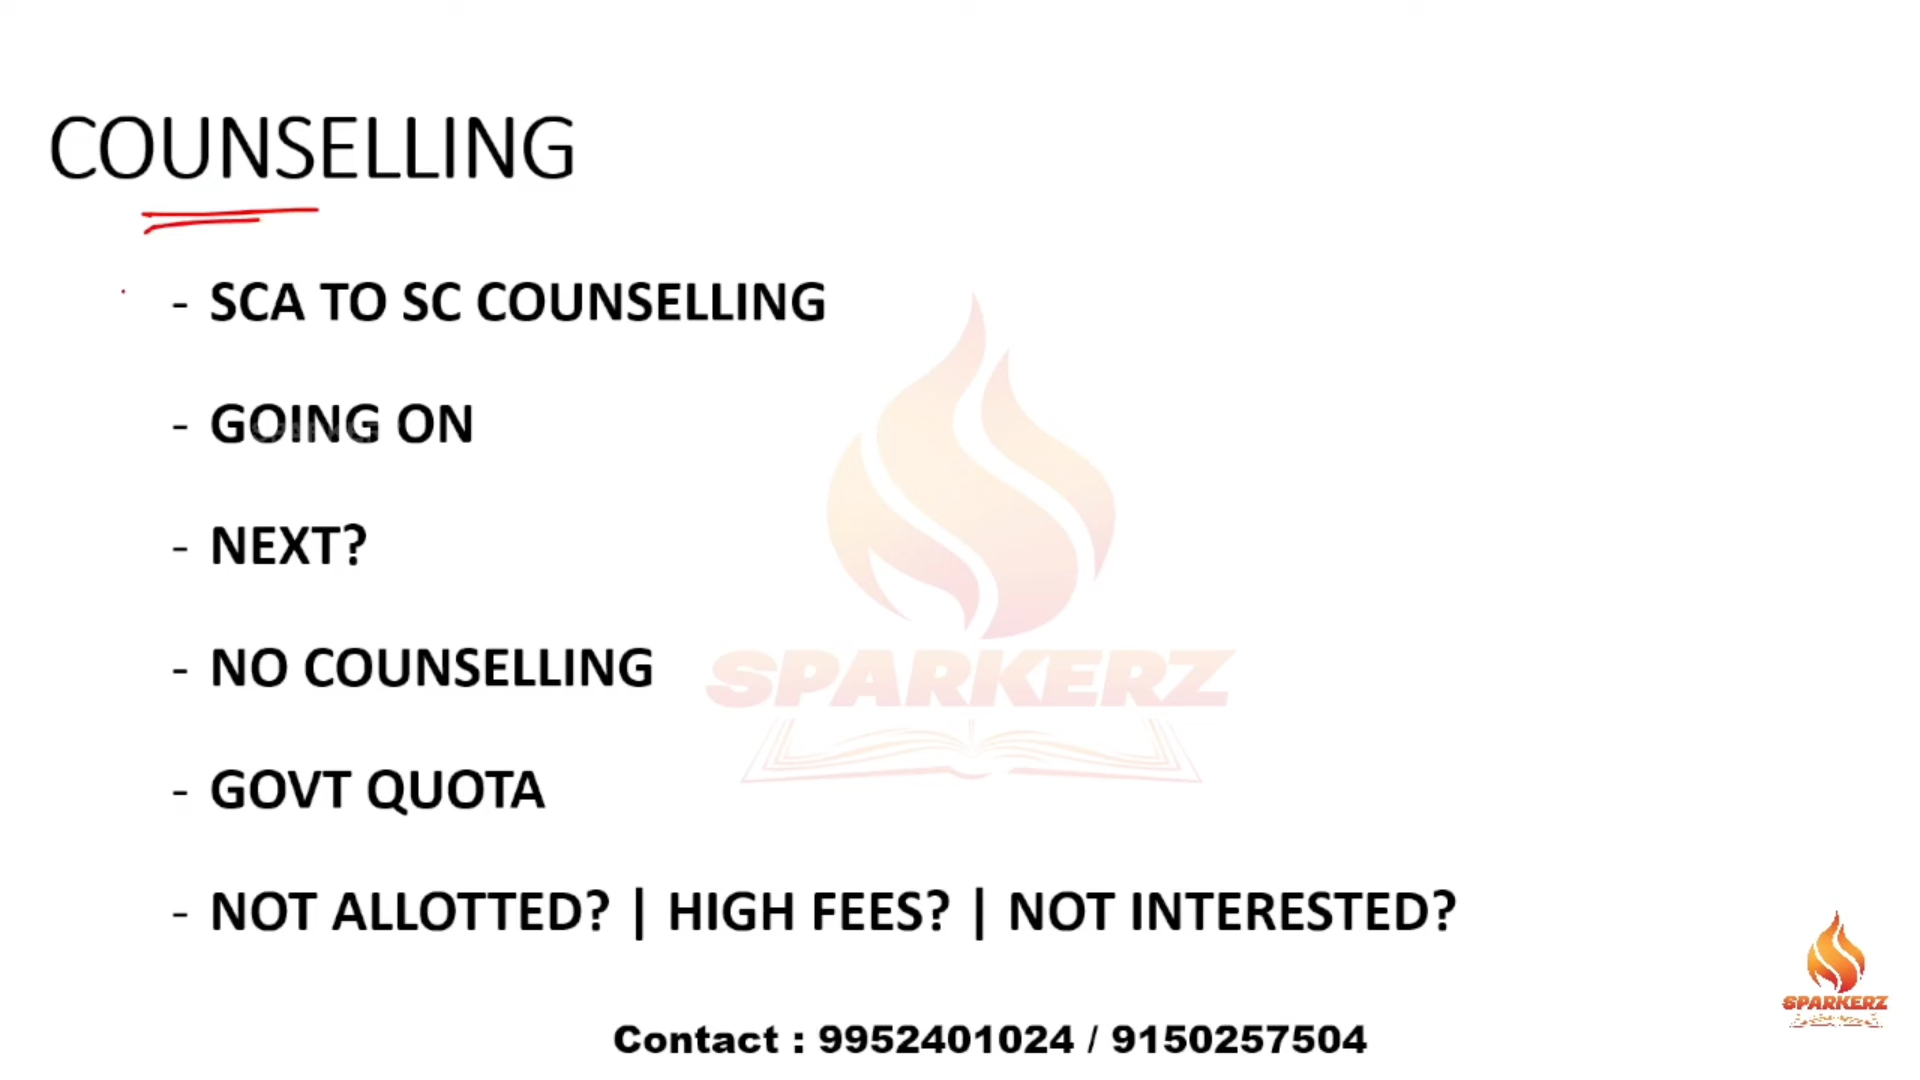 COUNSELLING
- SCA TO SC COUNSELLING
- GOING ON
- NEXT?
- NO COUNSELLING
- GOVT QUOTA
- NOT ALLOTTED? | HIGH FEES? | NOT INTERESTED?
SPARKERZ
SPARKERZ
Contact : 9952401024 / 9150257504